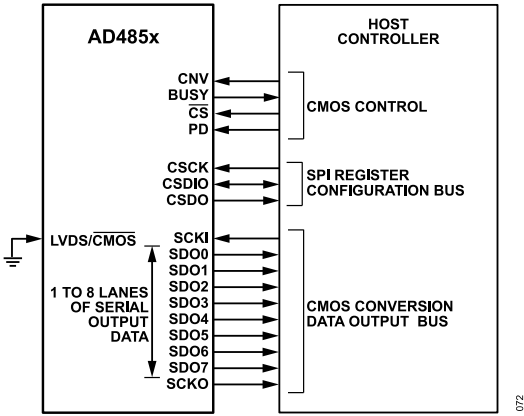 AD485x
HOST
CONTROLLER
CNV
BUSY
CS
PD
CMOS CONTROL
CSCK
CSDIO
CSDO
SPI REGISTER
CONFIGURATION BUS
LVDS/CMOS
SCKI
SDO0
SDO1
SDO2
SDO3
SDO4
SDO5
SDO6
SDO7
SCKO
1 TO 8 LANES
OF SERIAL
OUTPUT
DATA
CMOS CONVERSION
DATA OUTPUT BUS
072